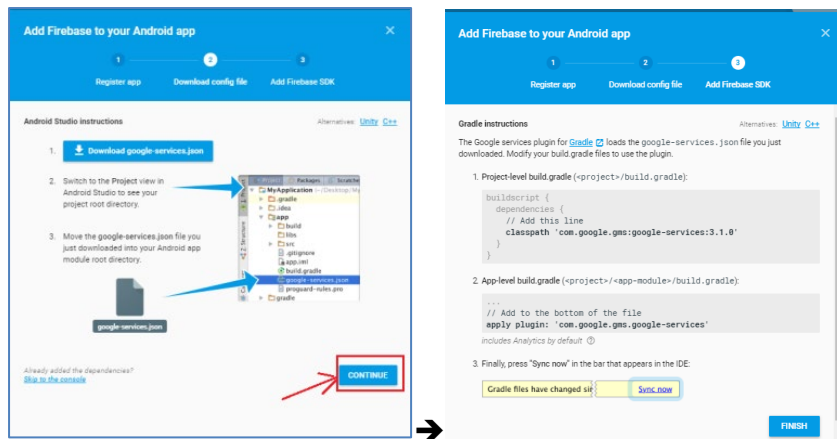 Add Firebase to your Android app
1
2
3
Register app
Download config file
Add Firebase SDK
Android Studio instructions
Alternatives: Unity C++
1. Download google-services.json
2. Switch to the Project view in
Android Studio to see your
project root directory.
3. Move the google-services.json file you
just downloaded into your Android app
module root directory.
google-services.json
Packages
Scratches
MyApplication (~/Desktop/My
.gradle
.idea
app
build
libs
src
.gitignore
app.iml
build.gradle
google-services.json
proguard-rules.pro
gradle
Already added the dependencies?
Skip to the console
CONTINUE
Add Firebase to your Android app
1
2
3
Register app
Download config file
Add Firebase SDK
Gradle instructions
Alternatives: Unity C++
The Google services plugin for Gradle loads the google-services.json file you just
downloaded. Modify your build.gradle files to use the plugin.
1. Project-level build.gradle (<project>/build.gradle):
buildscript {
dependencies {
// Add this line
classpath 'com.google.gms:google-services:3.1.0'
}
}
2. App-level build.gradle (<project>/<app-module>/build.gradle):
...
// Add to the bottom of the file
apply plugin: 'com.google.gms.google-services'
includes Analytics by default
3. Finally, press "Sync now" in the bar that appears in the IDE:
Gradle files have changed sin
Sync now
FINISH